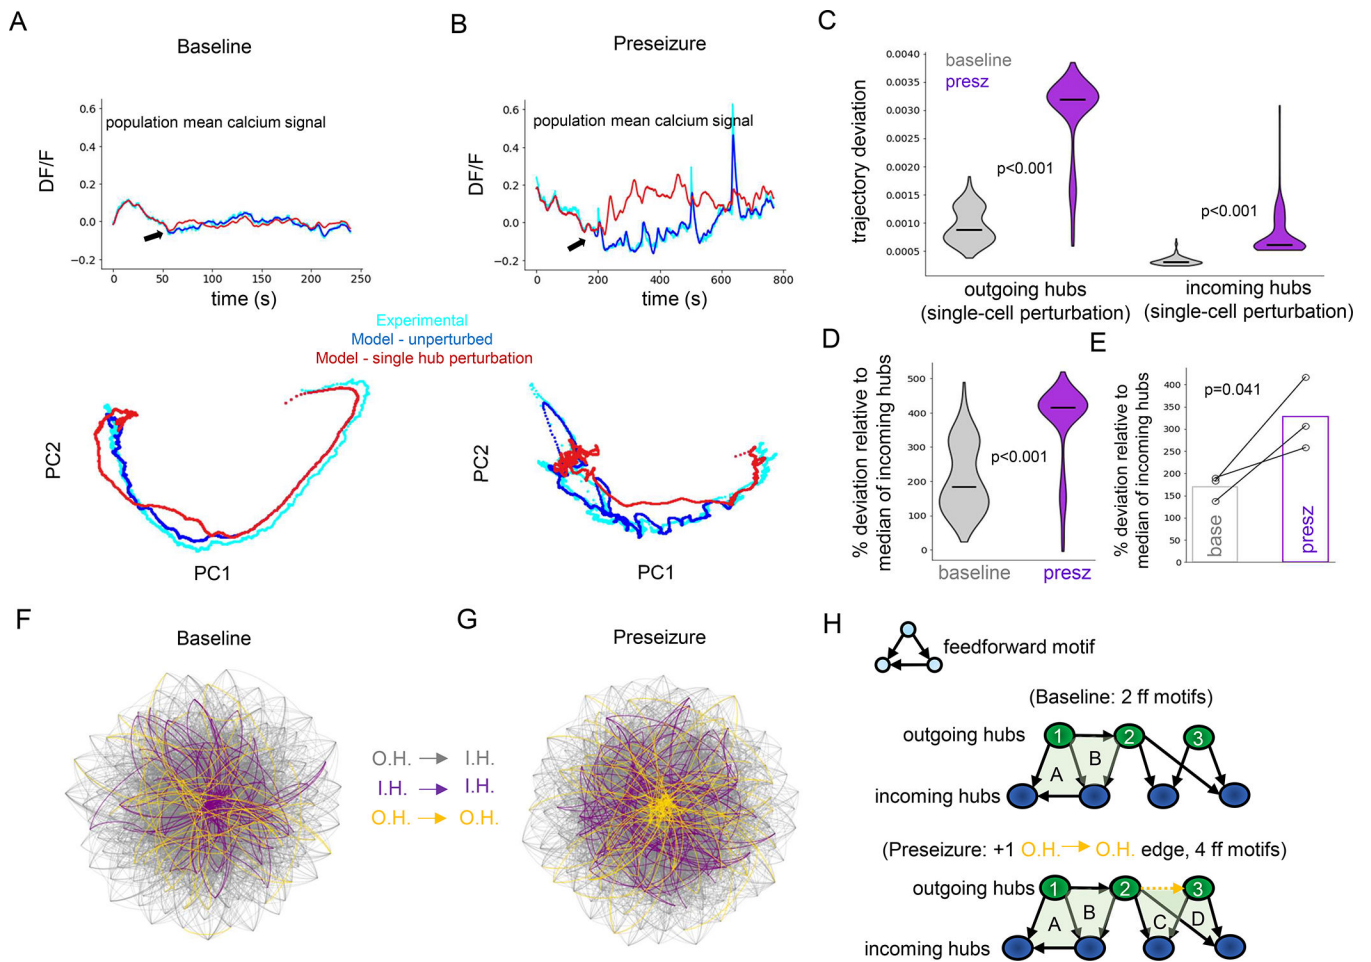 A
Baseline
DF/F
0.6
0.4
0.2
0.0
−0.2
population mean calcium signal
0
50
100
150
200
250
time (s)
B
Preseizure
DF/F
0.6
0.4
0.2
0.0
−0.2
population mean calcium signal
0
200
400
600
800
time (s)
Experimental
Model - unperturbed
Model - single hub perturbation
PC2
PC1
PC2
PC1
C
trajectory deviation
0.0040
0.0035
0.0030
0.0025
0.0020
0.0015
0.0010
0.0005
baseline
presz
p<0.001
p<0.001
outgoing hubs
(single-cell perturbation)
incoming hubs
(single-cell perturbation)
D
% deviation relative to
median of incoming hubs
500
400
300
200
100
0
p<0.001
baseline
presz
E
% deviation relative to
median of incoming hubs
400
350
300
250
200
150
100
50
0
p=0.041
base
presz
F
Baseline
G
Preseizure
O.H. → I.H.
I.H. → I.H.
O.H. → O.H.
H
feedforward motif
(Baseline: 2 ff motifs)
outgoing hubs
1
2
3
A
B
incoming hubs
(Preseizure: +1 O.H. → O.H. edge, 4 ff motifs)
outgoing hubs
1
2
3
A
B
C
D
incoming hubs